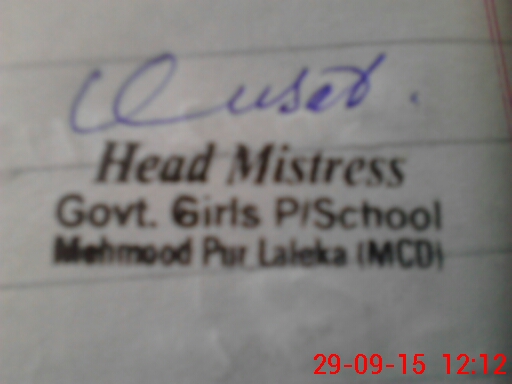 Head Mistress
Govt. Girls P/School
Mehmood Pur Laleka (MCD)
29-09-15 12:12